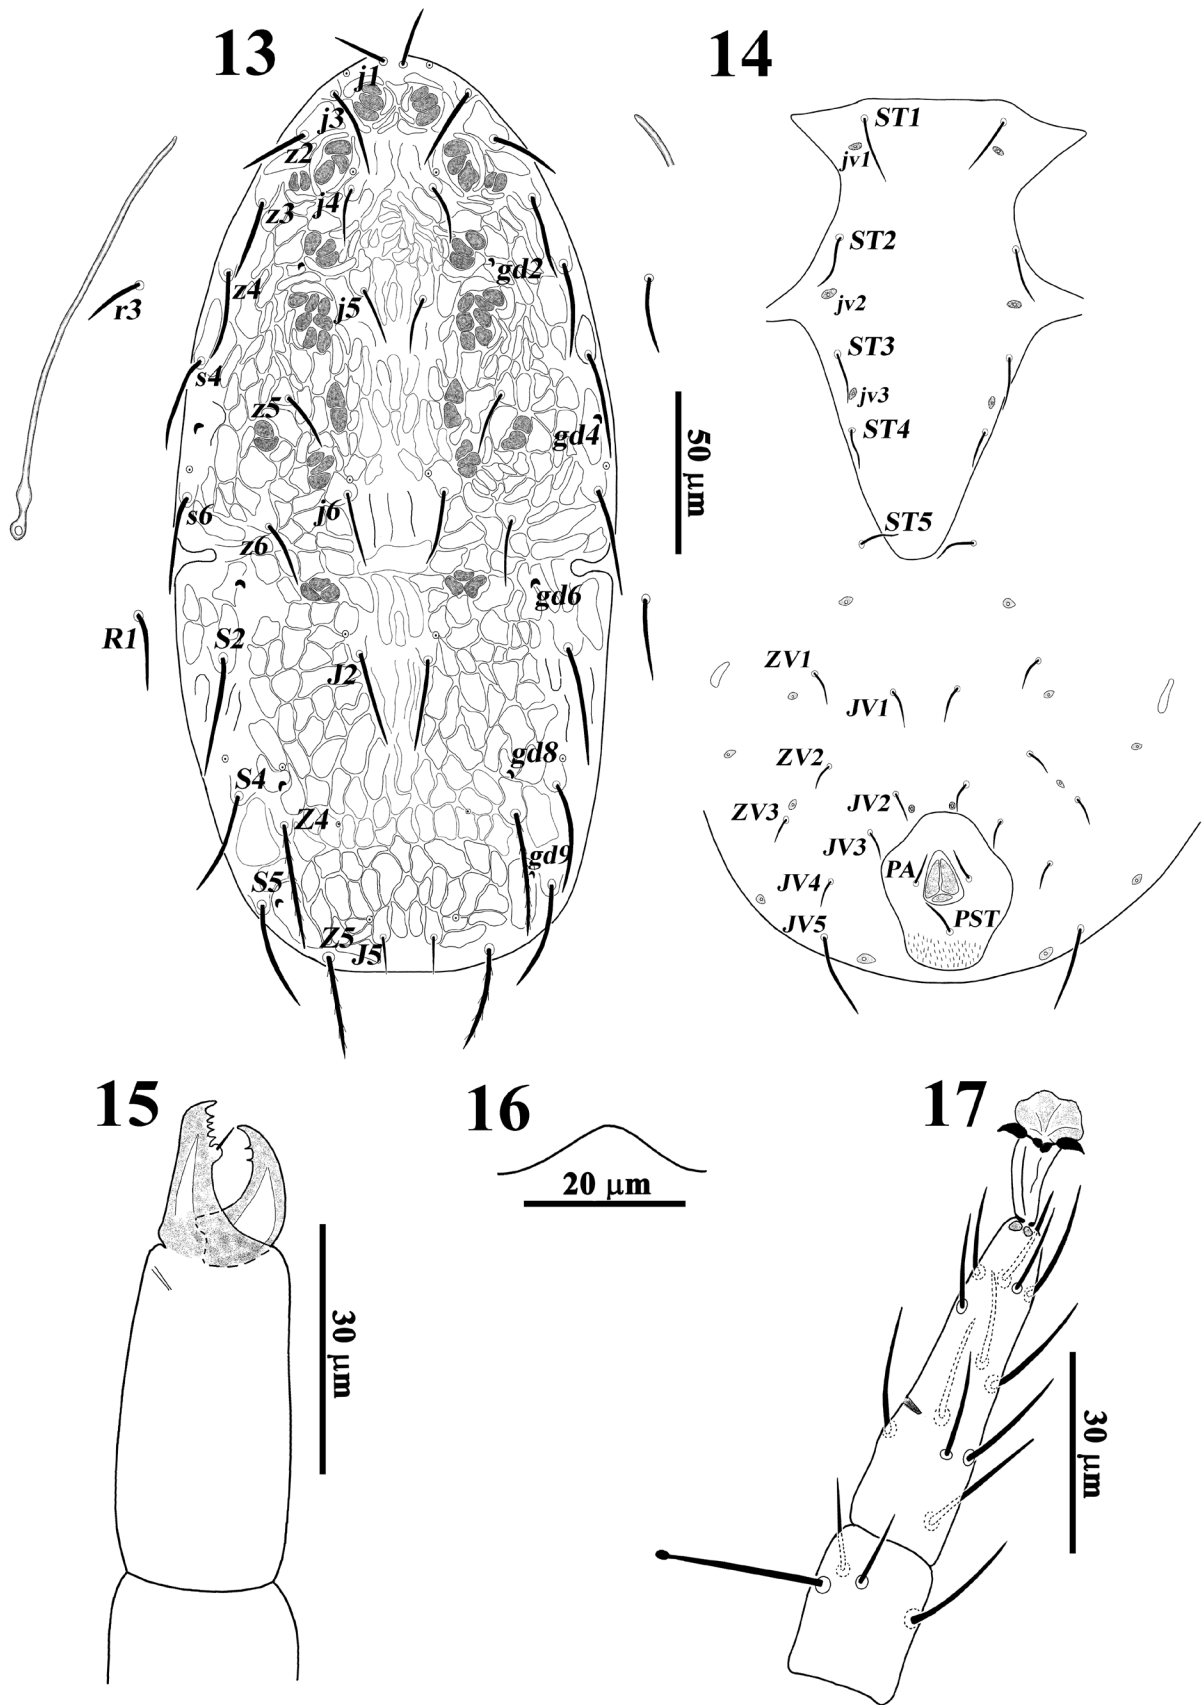 13
14
j1
j3
z2
j4
z3
z4
gd2
j5
r3
s4
z5
gd4
j6
s6
z6
gd6
R1
S2
J2
gd8
S4
Z4
gd9
S5
Z5
J5
50 μm
ST1
jv1
ST2
jv2
ST3
jv3
ST4
ST5
ZV1
JV1
ZV2
JV2
ZV3
JV3
PA
JV4
JV5
PST
15
16
17
20 μm
30 μm
30 μm